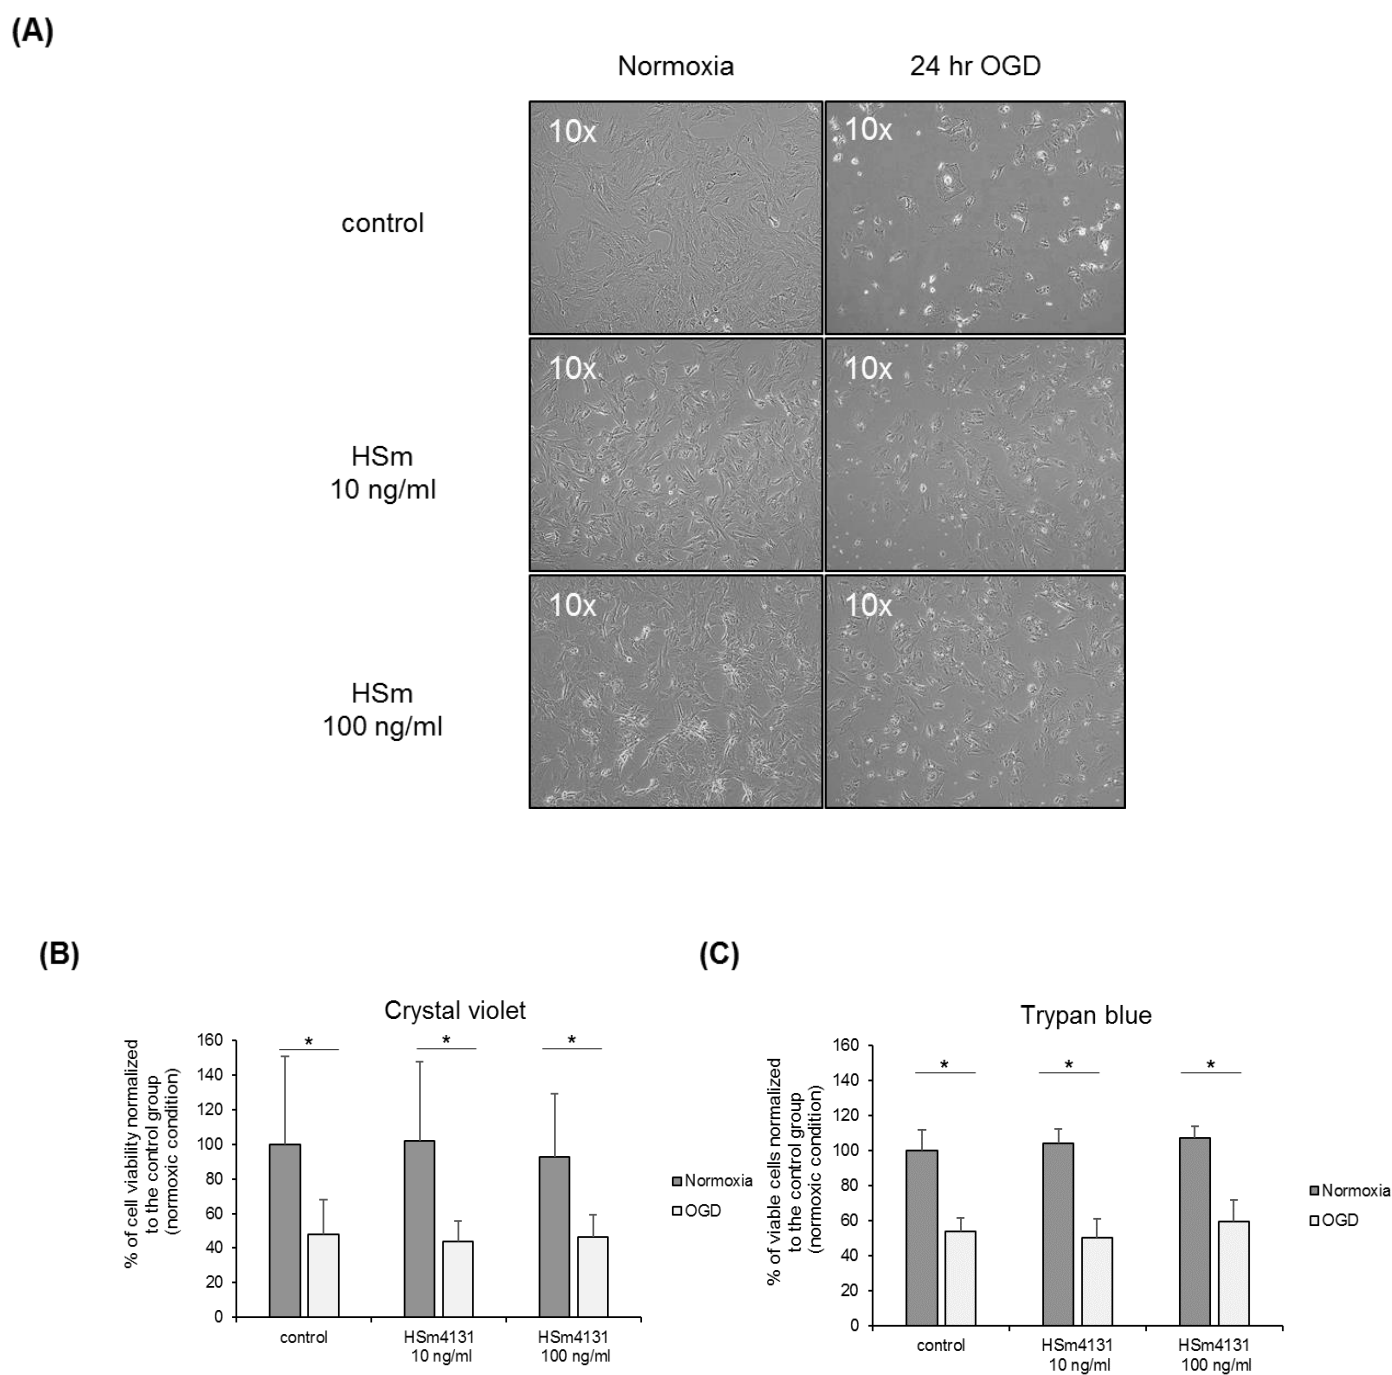 (A)
Normoxia
24 hr OGD
control
10x
10x
HSm
10 ng/ml
10x
10x
HSm
100 ng/ml
10x
10x
(B)
Crystal violet
% of cell viability normalized
to the control group
(normoxic condition)
160
140
120
100
80
60
40
20
0
*
*
*
control
HSm4131
10 ng/ml
HSm4131
100 ng/ml
Normoxia
OGD
(C)
Trypan blue
% of viable cells normalized
to the control group
(normoxic condition)
160
140
120
100
80
60
40
20
0
*
*
*
control
HSm4131
10 ng/ml
HSm4131
100 ng/ml
Normoxia
OGD